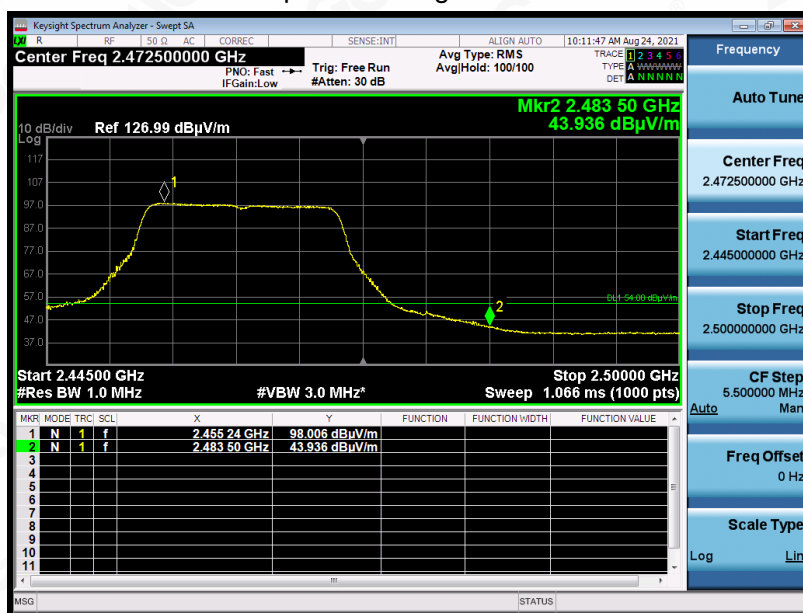 Keysight Spectrum Analyzer - Swept SA
LXI R RF 50 Ω AC CORREC SENSE:INT ALIGN AUTO 10:11:47 AM Aug 24, 2021
Center Freq 2.472500000 GHz
PNO: Fast
IFGain:Low
Trig: Free Run
#Atten: 30 dB
Avg Type: RMS
Avg|Hold: 100/100
TRACE 1 2 3 4 5 6
TYPE A WWWWW
DET A N N N N N
Mkr2 2.483 50 GHz
43.936 dBµV/m
10 dB/div Ref 126.99 dBµV/m
Log
117
107
97.0
87.0
77.0
67.0
57.0
47.0
37.0
1
2
DL1 54.00 dBµV/m
Start 2.44500 GHz Stop 2.50000 GHz
#Res BW 1.0 MHz #VBW 3.0 MHz* Sweep 1.066 ms (1000 pts)
MKR MODE TRC SCL X Y FUNCTION FUNCTION WIDTH FUNCTION VALUE
1 N 1 f 2.455 24 GHz 98.006 dBµV/m
2 N 1 f 2.483 50 GHz 43.936 dBµV/m
3
4
5
6
7
8
9
10
11
MSG STATUS
Frequency
Auto Tune
Center Freq
2.472500000 GHz
Start Freq
2.445000000 GHz
Stop Freq
2.500000000 GHz
CF Step
5.500000 MHz
Auto Man
Freq Offset
0 Hz
Scale Type
Log Lin